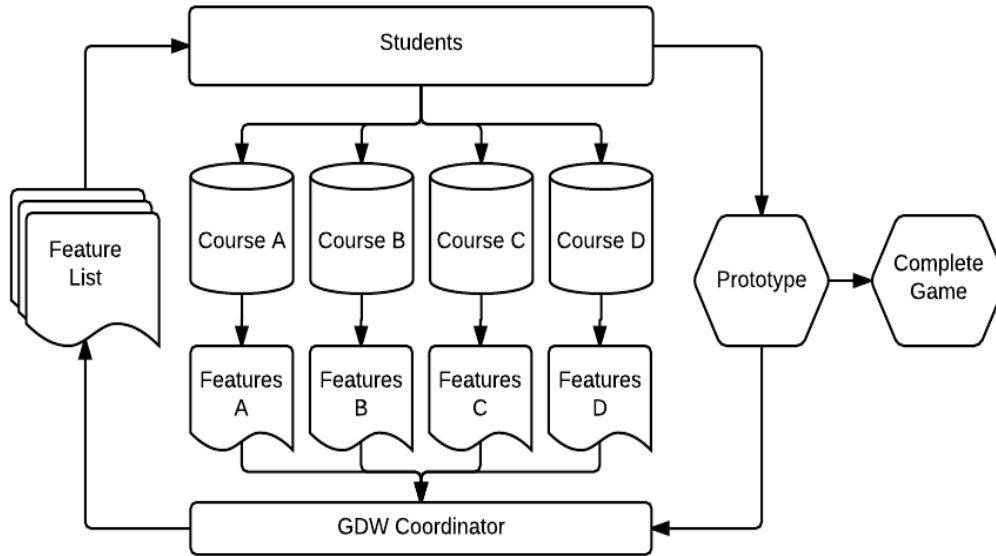 Students
Course A
Course B
Course C
Course D
Feature
List
Prototype
Complete
Game
Features
A
Features
B
Features
C
Features
D
GDW Coordinator